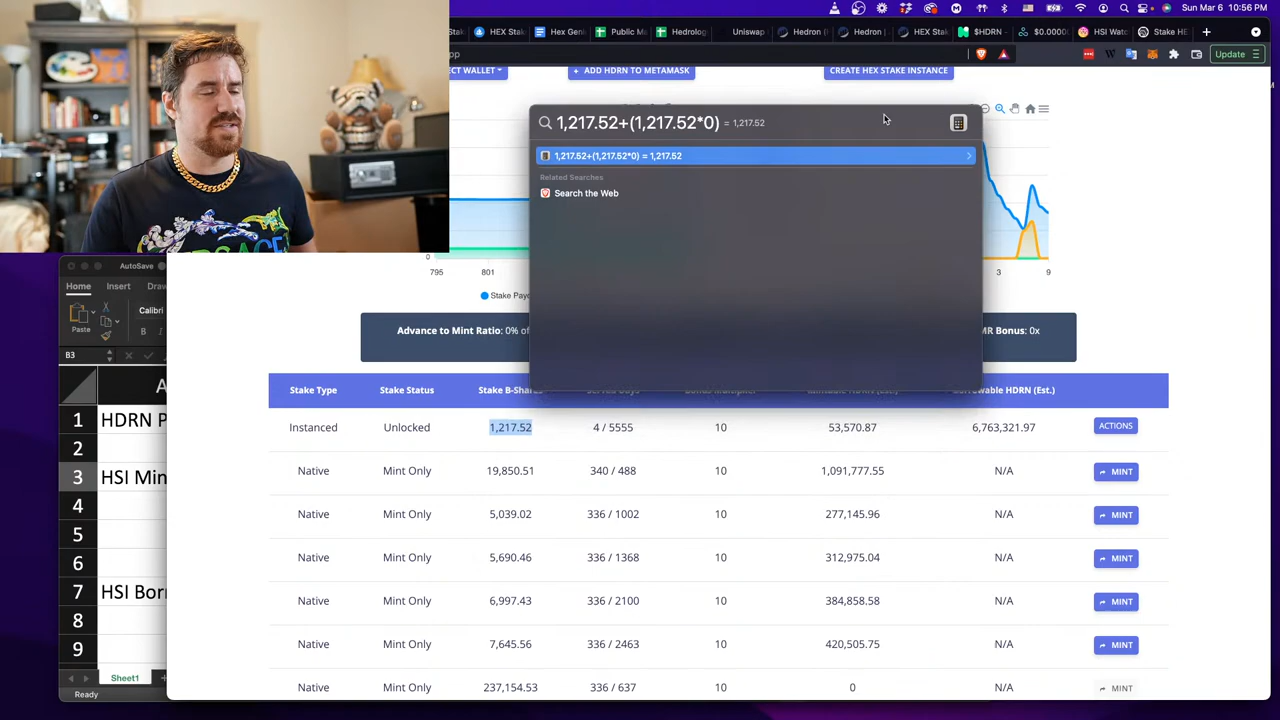 Sun Mar 6 10:56 PM
HEX Stak
Hex Geni
Public Ma
Hedrolog
Uniswap
Hedron (
Hedron |
HEX Stak
$HDRN -
$0.0000
HSI Watc
Stake HE
pp
Update
ECT WALLET
+ ADD HDRN TO METAMASK
CREATE HEX STAKE INSTANCE
1,217.52+(1,217.52*0) = 1,217.52
1,217.52+(1,217.52*0) = 1,217.52
Related Searches
Search the Web
0
795 801 3 9
Stake Payo
Advance to Mint Ratio: 0% of
MR Bonus: 0x
Stake Type Stake Status Stake B-Shares Served Days Bonus Multiplier Mintable HDRN (Est.) Borrowable HDRN (Est.)
Instanced Unlocked 1,217.52 4 / 5555 10 53,570.87 6,763,321.97 ACTIONS
Native Mint Only 19,850.51 340 / 488 10 1,091,777.55 N/A MINT
Native Mint Only 5,039.02 336 / 1002 10 277,145.96 N/A MINT
Native Mint Only 5,690.46 336 / 1368 10 312,975.04 N/A MINT
Native Mint Only 6,997.43 336 / 2100 10 384,858.58 N/A MINT
Native Mint Only 7,645.56 336 / 2463 10 420,505.75 N/A MINT
Native Mint Only 237,154.53 336 / 637 10 0 N/A MINT
AutoSave
Home Insert Draw
Paste
Calibri
B I
B3
A
1 HDRN P
2
3 HSI Min
4
5
6
7 HSI Borr
8
9
Sheet1 +
Ready